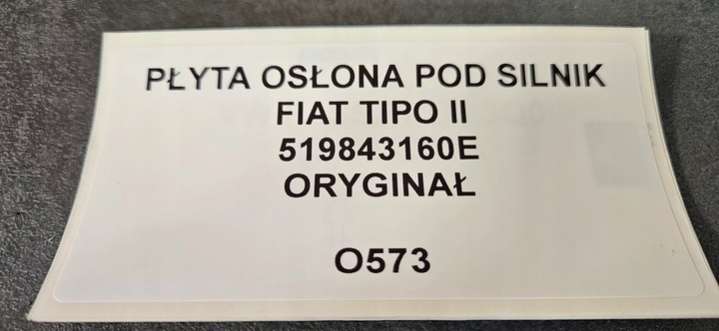 PŁYTA OSŁONA POD SILNIK
FIAT TIPO II
519843160E
ORYGINAŁ
O573